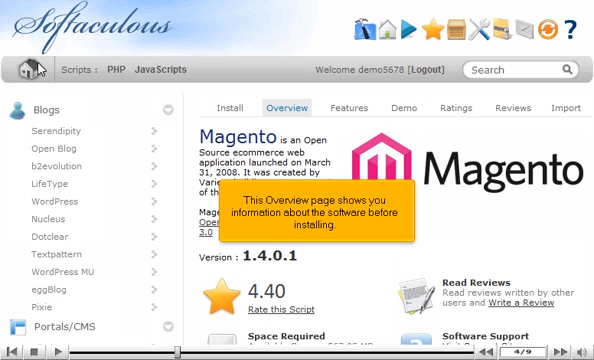 Softaculous
?
Scripts : PHP JavaScripts
Welcome demo5678 [Logout]
Search
Blogs
Serendipity
Open Blog
b2evolution
LifeType
WordPress
Nucleus
Dotclear
Textpattern
WordPress MU
eggBlog
Pixie
Portals/CMS
Install Overview Features Demo Ratings Reviews Import
Magento is an Open
Source ecommerce web
application launched on March
31, 2008. It was created by
of the
3.0
Magento
This Overview page shows you
information about the software before
installing.
Version : 1.4.0.1
4.40
Rate this Script
Read Reviews
Read reviews written by other
users and Write a Review
Space Required
Software Support
4/9